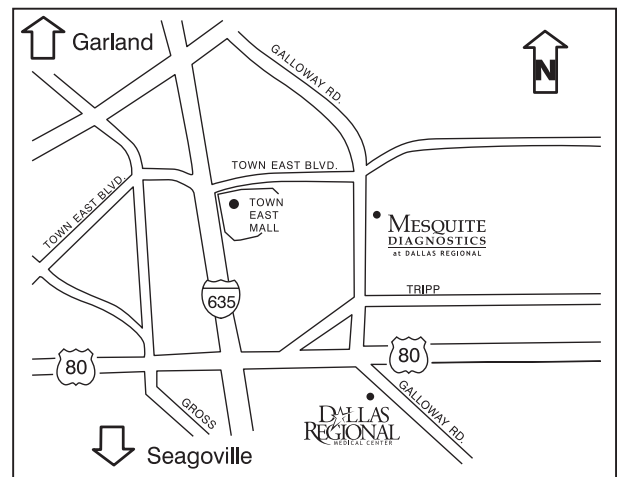 Garland
N
GALLOWAY RD.
TOWN EAST BLVD.
TOWN
EAST
MALL
TOWN EAST BLVD.
MESQUITE
DIAGNOSTICS
at DALLAS REGIONAL
635
TRIPP
80
80
GROSS
GALLOWAY RD.
DALLAS
REGIONAL
MEDICAL CENTER
Seagoville